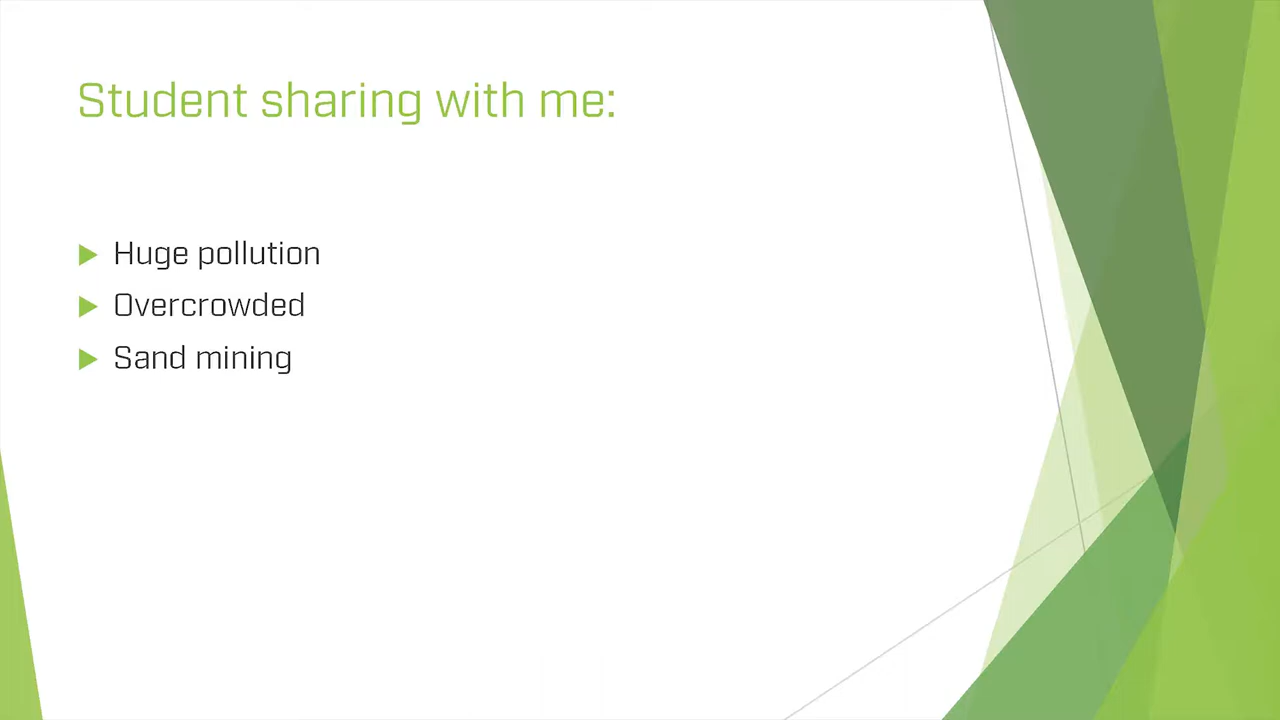 Student sharing with me:
Huge pollution
Overcrowded
Sand mining